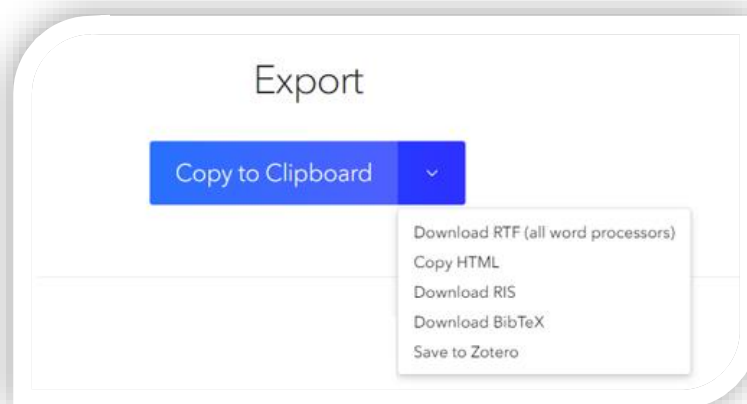 Export
Copy to Clipboard
Download RTF (all word processors)
Copy HTML
Download RIS
Download BibTeX
Save to Zotero